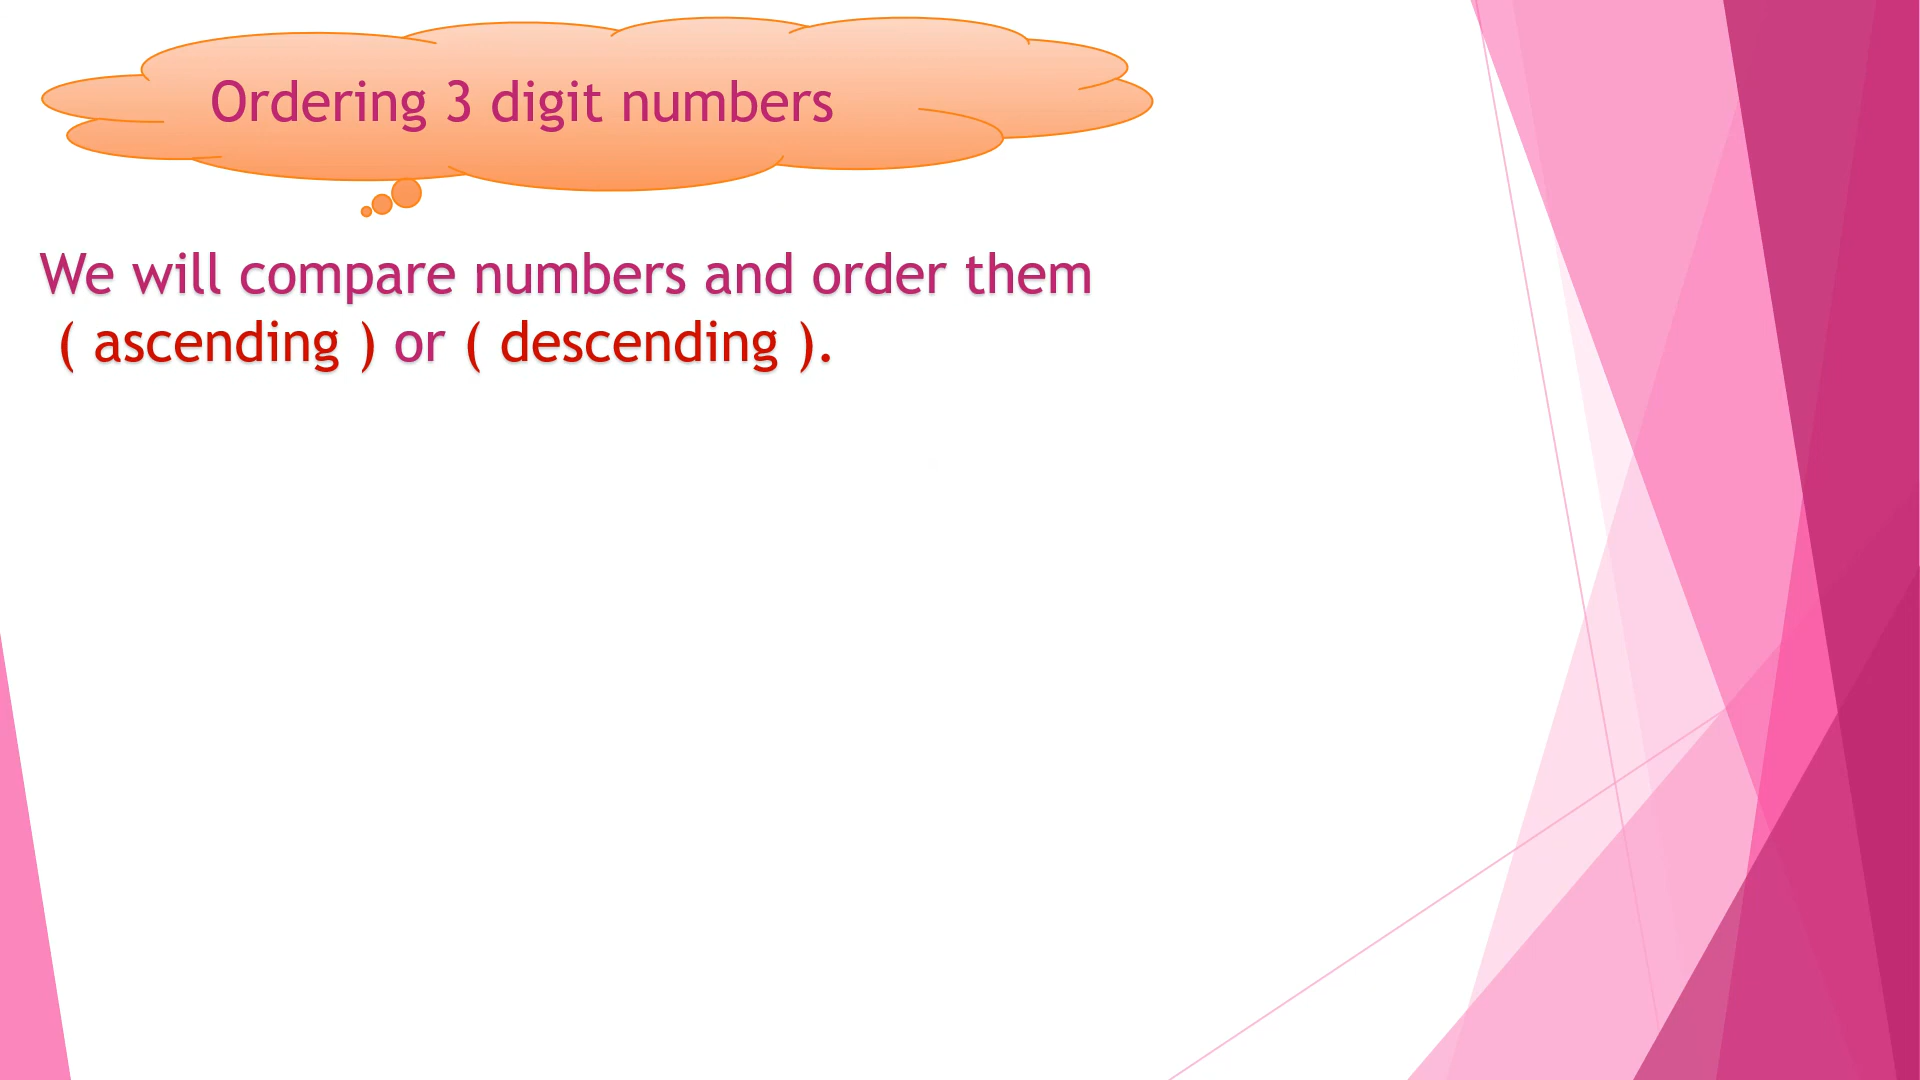 Ordering 3 digit numbers
We will compare numbers and order them
( ascending ) or ( descending ).